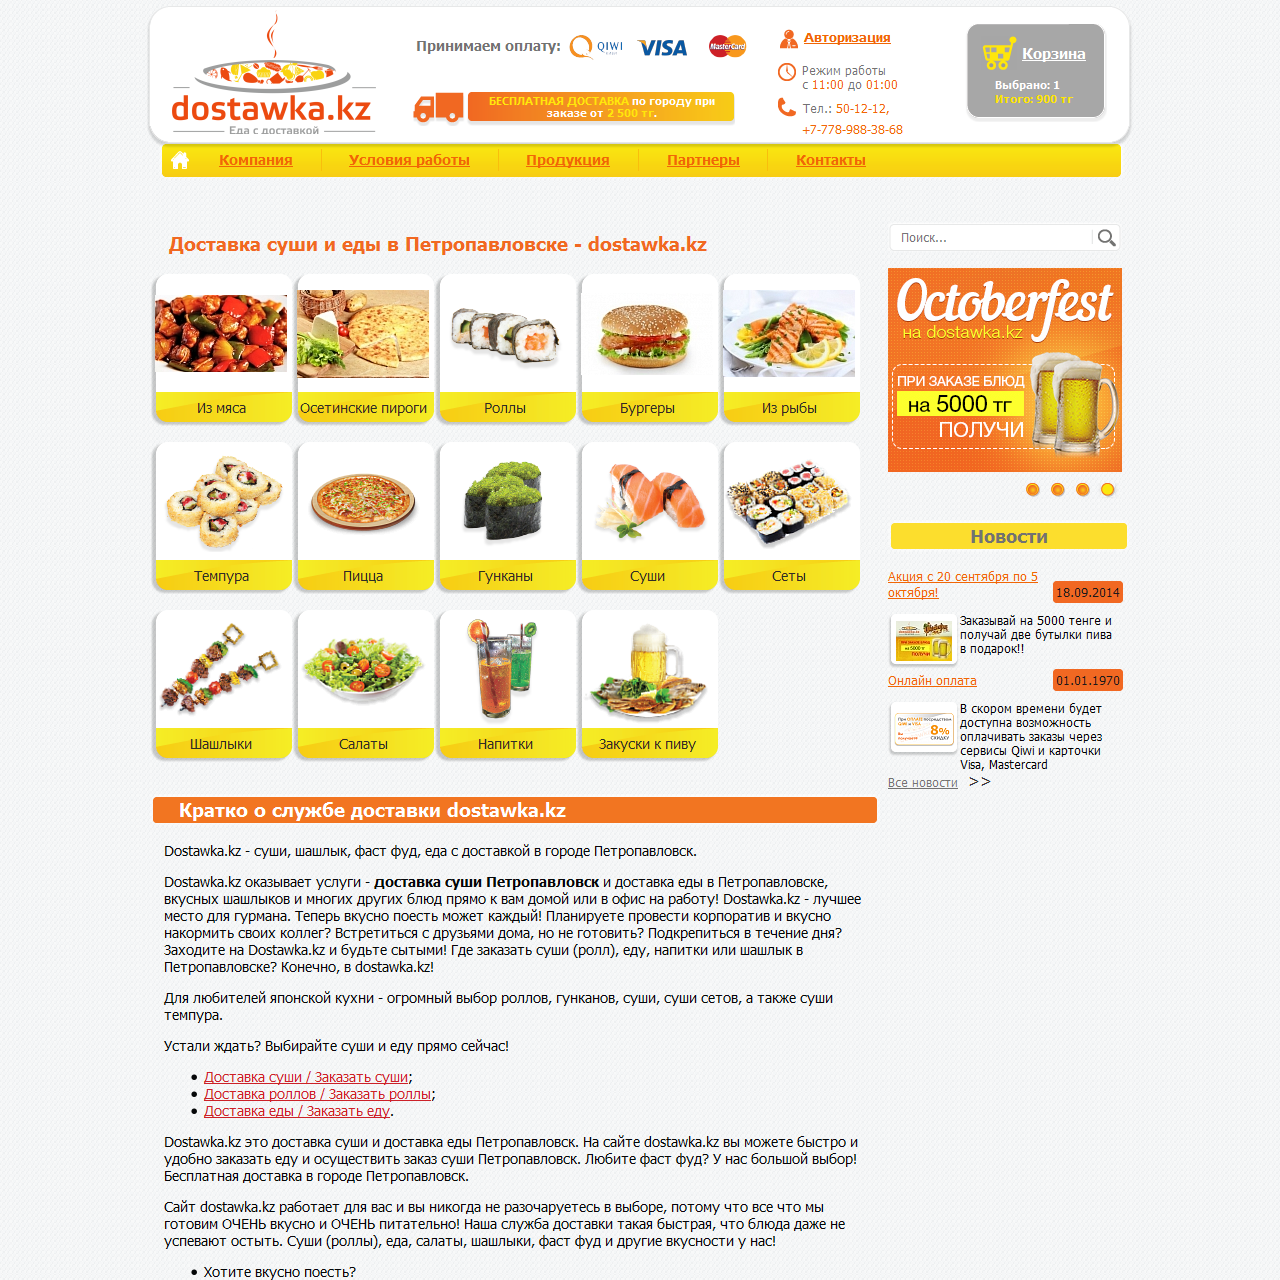 Принимаем оплату:
QIWI
VISA
MasterCard
Авторизация
Корзина
Режим работы
с 11:00 до 01:00
Выбрано: 1
Итого: 900 тг
dostawka.kz
Еда с доставкой
БЕСПЛАТНАЯ ДОСТАВКА по городу при
заказе от 2 500 тг.
Тел.: 50-12-12,
+7-778-988-38-68
Компания
Условия работы
Продукция
Партнеры
Контакты
Доставка суши и еды в Петропавловске - dostawka.kz
Поиск...
Из мяса
Осетинские пироги
Роллы
Бургеры
Из рыбы
Темпура
Пицца
Гунканы
Суши
Сеты
Шашлыки
Салаты
Напитки
Закуски к пиву
Octoberfest
на dostawka.kz
ПРИ ЗАКАЗЕ БЛЮД
на 5000 тг
ПОЛУЧИ
Новости
Акция с 20 сентября по 5
октября!
18.09.2014
Заказывай на 5000 тенге и
получай две бутылки пива
в подарок!!
Онлайн оплата
01.01.1970
В скором времени будет
доступна возможность
оплачивать заказы через
сервисы Qiwi и карточки
Visa, Mastercard
8%
Все новости >>
Кратко о службе доставки dostawka.kz
Dostawka.kz - суши, шашлык, фаст фуд, еда с доставкой в городе Петропавловск.
Dostawka.kz оказывает услуги - доставка суши Петропавловск и доставка еды в Петропавловске,
вкусных шашлыков и многих других блюд прямо к вам домой или в офис на работу! Dostawka.kz - лучшее
место для гурмана. Теперь вкусно поесть может каждый! Планируете провести корпоратив и вкусно
накормить своих коллег? Встретиться с друзьями дома, но не готовить? Подкрепиться в течение дня?
Заходите на Dostawka.kz и будьте сытыми! Где заказать суши (ролл), еду, напитки или шашлык в
Петропавловске? Конечно, в dostawka.kz!
Для любителей японской кухни - огромный выбор роллов, гунканов, суши, суши сетов, а также суши
темпура.
Устали ждать? Выбирайте суши и еду прямо сейчас!
Доставка суши / Заказать суши;
Доставка роллов / Заказать роллы;
Доставка еды / Заказать еду.
Dostawka.kz это доставка суши и доставка еды Петропавловск. На сайте dostawka.kz вы можете быстро и
удобно заказать еду и осуществить заказ суши Петропавловск. Любите фаст фуд? У нас большой выбор!
Бесплатная доставка в городе Петропавловск.
Сайт dostawka.kz работает для вас и вы никогда не разочаруетесь в выборе, потому что все что мы
готовим ОЧЕНЬ вкусно и ОЧЕНЬ питательно! Наша служба доставки такая быстрая, что блюда даже не
успевают остыть. Суши (роллы), еда, салаты, шашлыки, фаст фуд и другие вкусности у нас!
Хотите вкусно поесть?